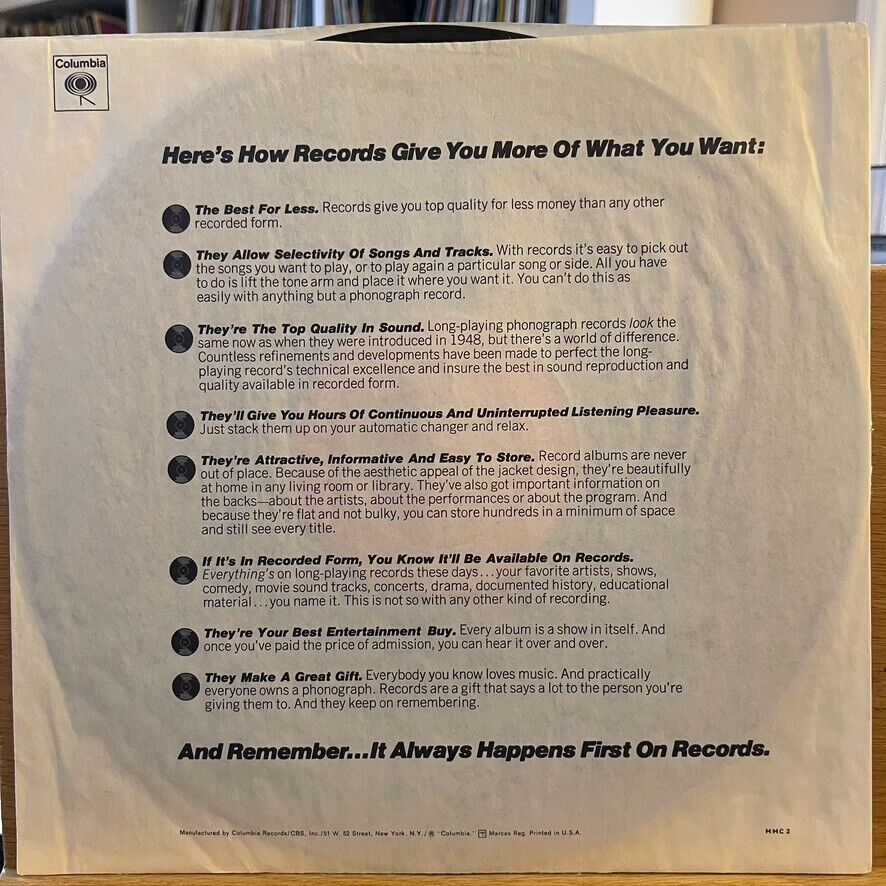 Columbia
Here's How Records Give You More Of What You Want:
The Best For Less. Records give you top quality for less money than any other
recorded form.
They Allow Selectivity Of Songs And Tracks. With records it's easy to pick out
the songs you want to play, or to play again a particular song or side. All you have
to do is lift the tone arm and place it where you want it. You can't do this as
easily with anything but a phonograph record.
They're The Top Quality In Sound. Long-playing phonograph records look the
same now as when they were introduced in 1948, but there's a world of difference.
Countless refinements and developments have been made to perfect the long-
playing record's technical excellence and insure the best in sound reproduction and
quality available in recorded form.
They'll Give You Hours Of Continuous And Uninterrupted Listening Pleasure.
Just stack them up on your automatic changer and relax.
They're Attractive, Informative And Easy To Store. Record albums are never
out of place. Because of the aesthetic appeal of the jacket design, they're beautifully
at home in any living room or library. They've also got important information on
the backs—about the artists, about the performances or about the program. And
because they're flat and not bulky, you can store hundreds in a minimum of space
and still see every title.
If It's In Recorded Form, You Know It'll Be Available On Records.
Everything's on long-playing records these days...your favorite artists, shows,
comedy, movie sound tracks, concerts, drama, documented history, educational
material...you name it. This is not so with any other kind of recording.
They're Your Best Entertainment Buy. Every album is a show in itself. And
once you've paid the price of admission, you can hear it over and over.
They Make A Great Gift. Everybody you know loves music. And practically
everyone owns a phonograph. Records are a gift that says a lot to the person you're
giving them to. And they keep on remembering.
And Remember...It Always Happens First On Records.
Manufactured by Columbia Records/CBS, Inc./51 W. 52 Street, New York, N.Y./® "Columbia," Marcas Reg. Printed in U.S.A.
HHC 2